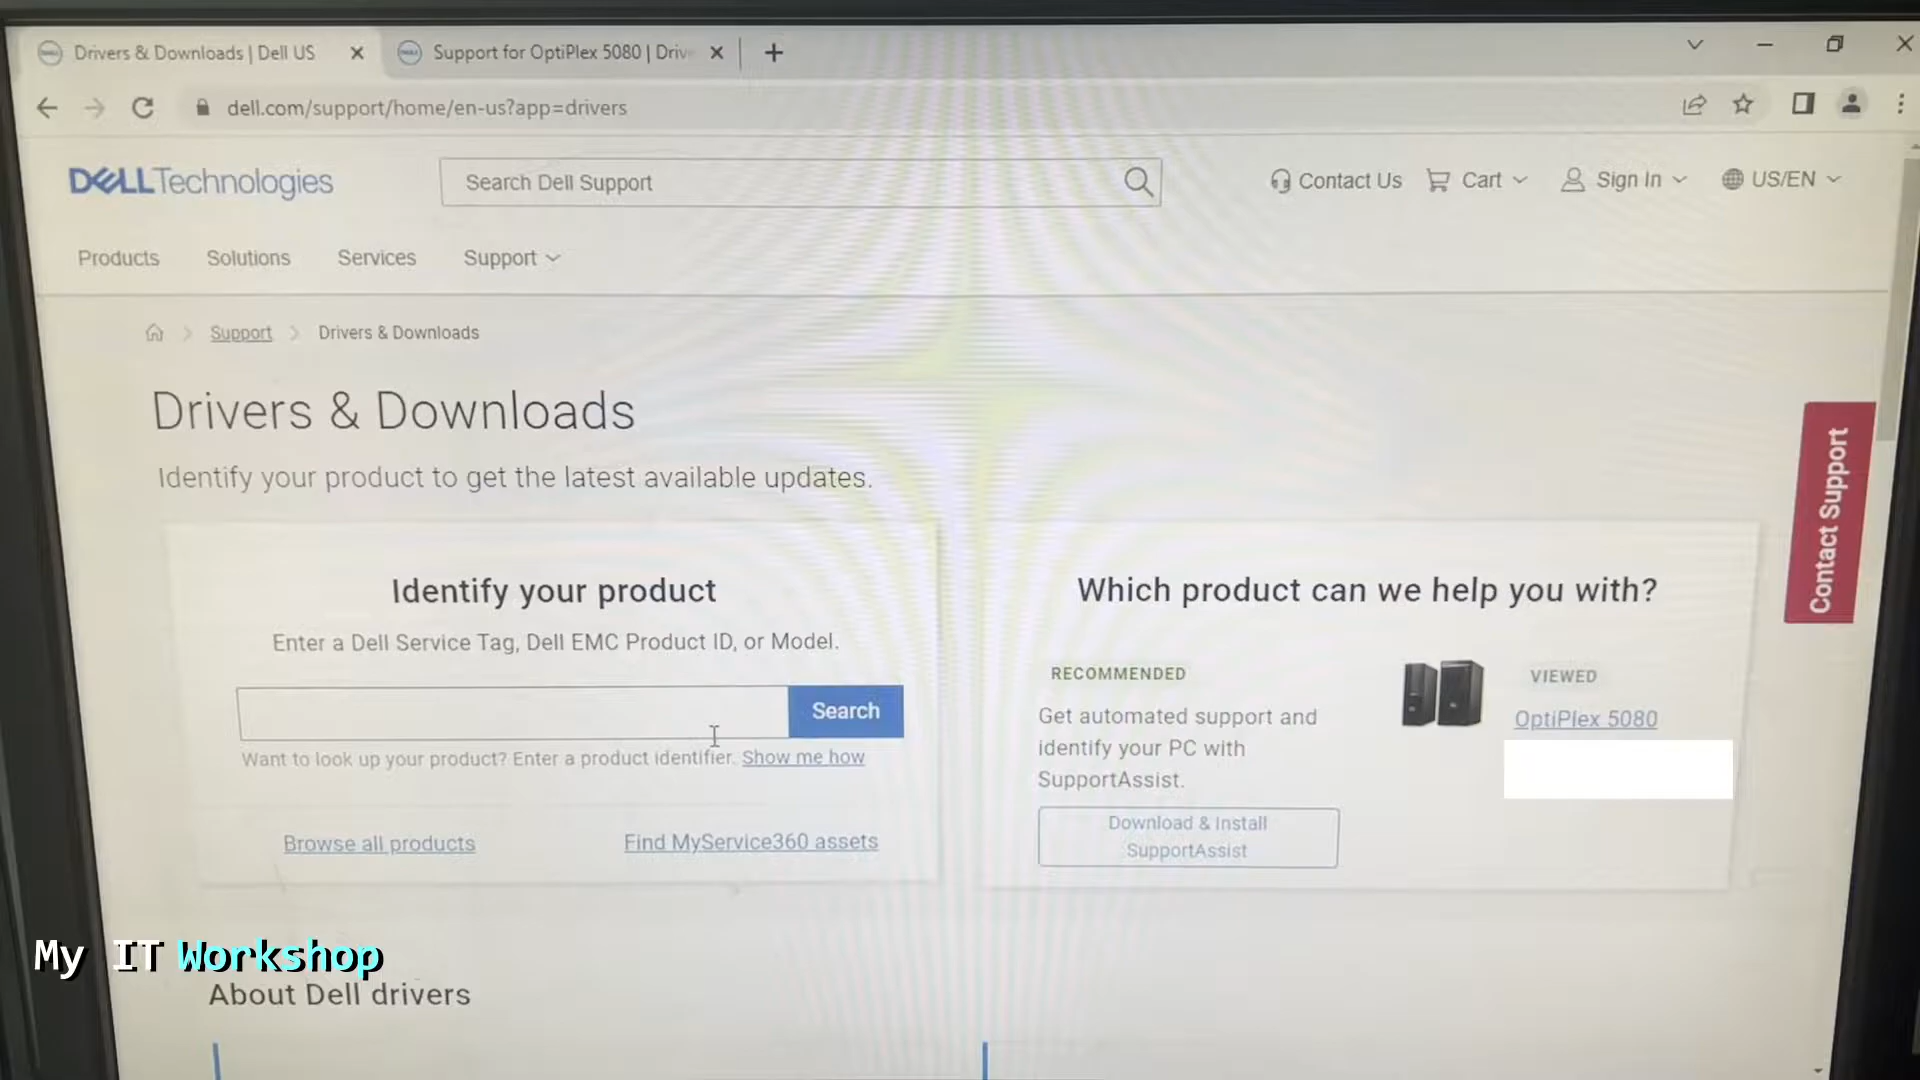 Drivers & Downloads | Dell US
Support for OptiPlex 5080 | Driv
dell.com/support/home/en-us?app=drivers
DELL Technologies
Search Dell Support
Contact Us
Cart
Sign In
US/EN
Products
Solutions
Services
Support
Support
Drivers & Downloads
Drivers & Downloads
Identify your product to get the latest available updates.
Identify your product
Enter a Dell Service Tag, Dell EMC Product ID, or Model.
Search
Want to look up your product? Enter a product identifier. Show me how
Browse all products
Find MyService360 assets
Which product can we help you with?
RECOMMENDED
Get automated support and
identify your PC with
SupportAssist.
Download & Install
SupportAssist
VIEWED
OptiPlex 5080
Contact Support
My IT Workshop
About Dell drivers